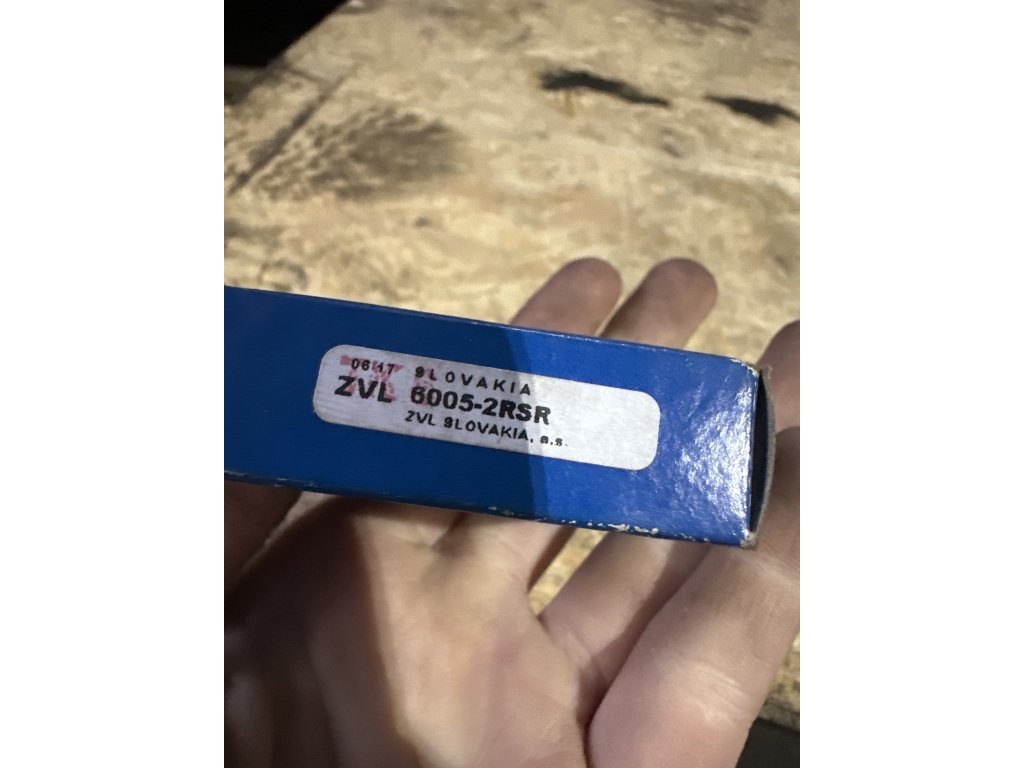 06/17 SLOVAKIA
ZVL 6005-2RSR
ZVL SLOVAKIA, a.s.